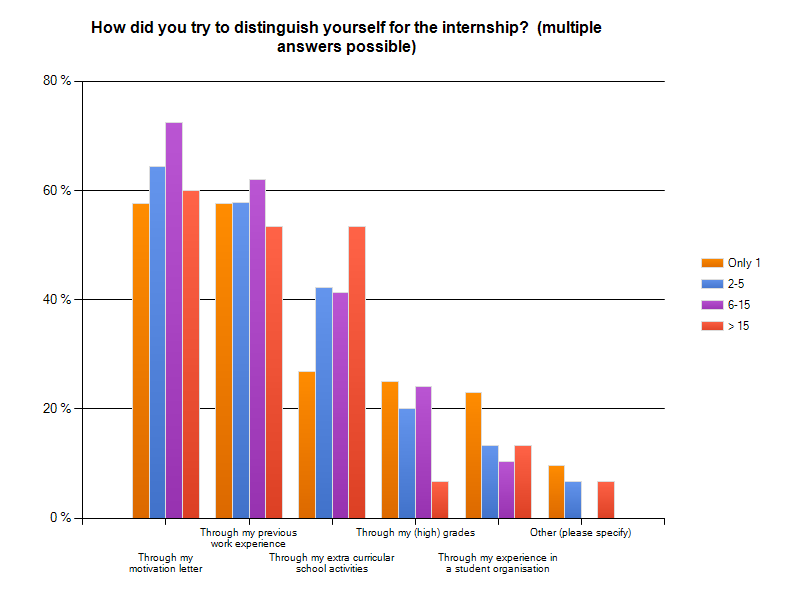 How did you try to distinguish yourself for the internship?  (multiple
answers possible)
80 %
60 %
40 %
20 %
0 %
Through my
motivation letter
Through my previous
work experience
Through my extra curricular
school activities
Through my (high) grades
Through my experience in
a student organisation
Other (please specify)
Only 1
2-5
6-15
> 15